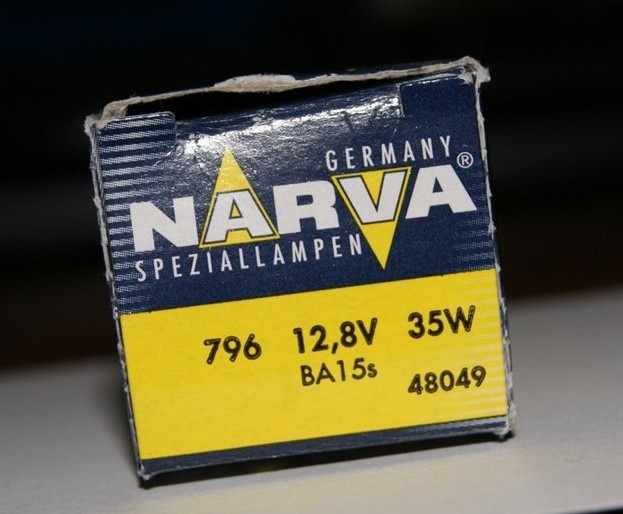 GERMANY
NARVA®
SPEZIALLAMPEN
796 12,8V 35W
BA15s 48049